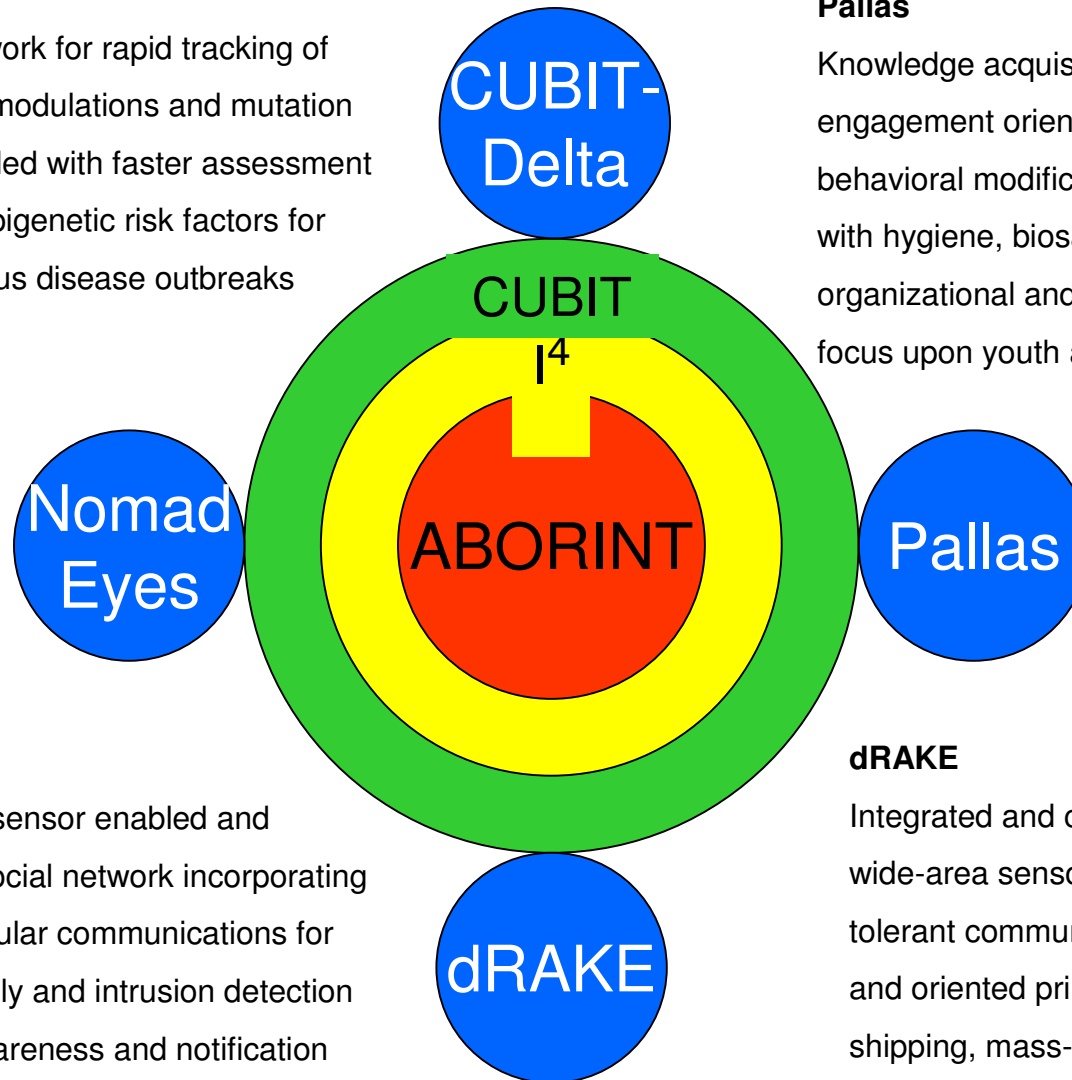 work for rapid tracking of
modulations and mutation
led with faster assessment
pigenetic risk factors for
us disease outbreaks
CUBIT-
Delta
Pallas
Knowledge acquis
engagement orien
behavioral modific
with hygiene, biosa
organizational and
focus upon youth a
CUBIT
I⁴
ABORINT
Nomad
Eyes
Pallas
sensor enabled and
ocial network incorporating
ular communications for
ly and intrusion detection
areness and notification
dRAKE
dRAKE
Integrated and c
wide-area senso
tolerant commun
and oriented pri
shipping, mass-